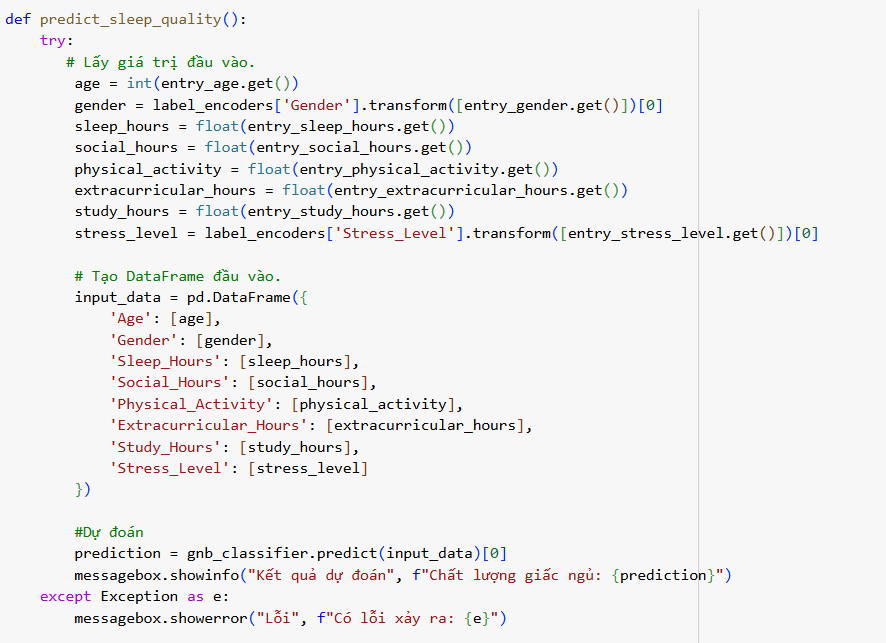 def predict_sleep_quality():
    try:
       # Lấy giá trị đầu vào.
        age = int(entry_age.get())
        gender = label_encoders['Gender'].transform([entry_gender.get()])[0]
        sleep_hours = float(entry_sleep_hours.get())
        social_hours = float(entry_social_hours.get())
        physical_activity = float(entry_physical_activity.get())
        extracurricular_hours = float(entry_extracurricular_hours.get())
        study_hours = float(entry_study_hours.get())
        stress_level = label_encoders['Stress_Level'].transform([entry_stress_level.get()])[0]

        # Tạo DataFrame đầu vào.
        input_data = pd.DataFrame({
            'Age': [age],
            'Gender': [gender],
            'Sleep_Hours': [sleep_hours],
            'Social_Hours': [social_hours],
            'Physical_Activity': [physical_activity],
            'Extracurricular_Hours': [extracurricular_hours],
            'Study_Hours': [study_hours],
            'Stress_Level': [stress_level]
        })

        #Dự đoán
        prediction = gnb_classifier.predict(input_data)[0]
        messagebox.showinfo("Kết quả dự đoán", f"Chất lượng giấc ngủ: {prediction}")
    except Exception as e:
        messagebox.showerror("Lỗi", f"Có lỗi xảy ra: {e}")